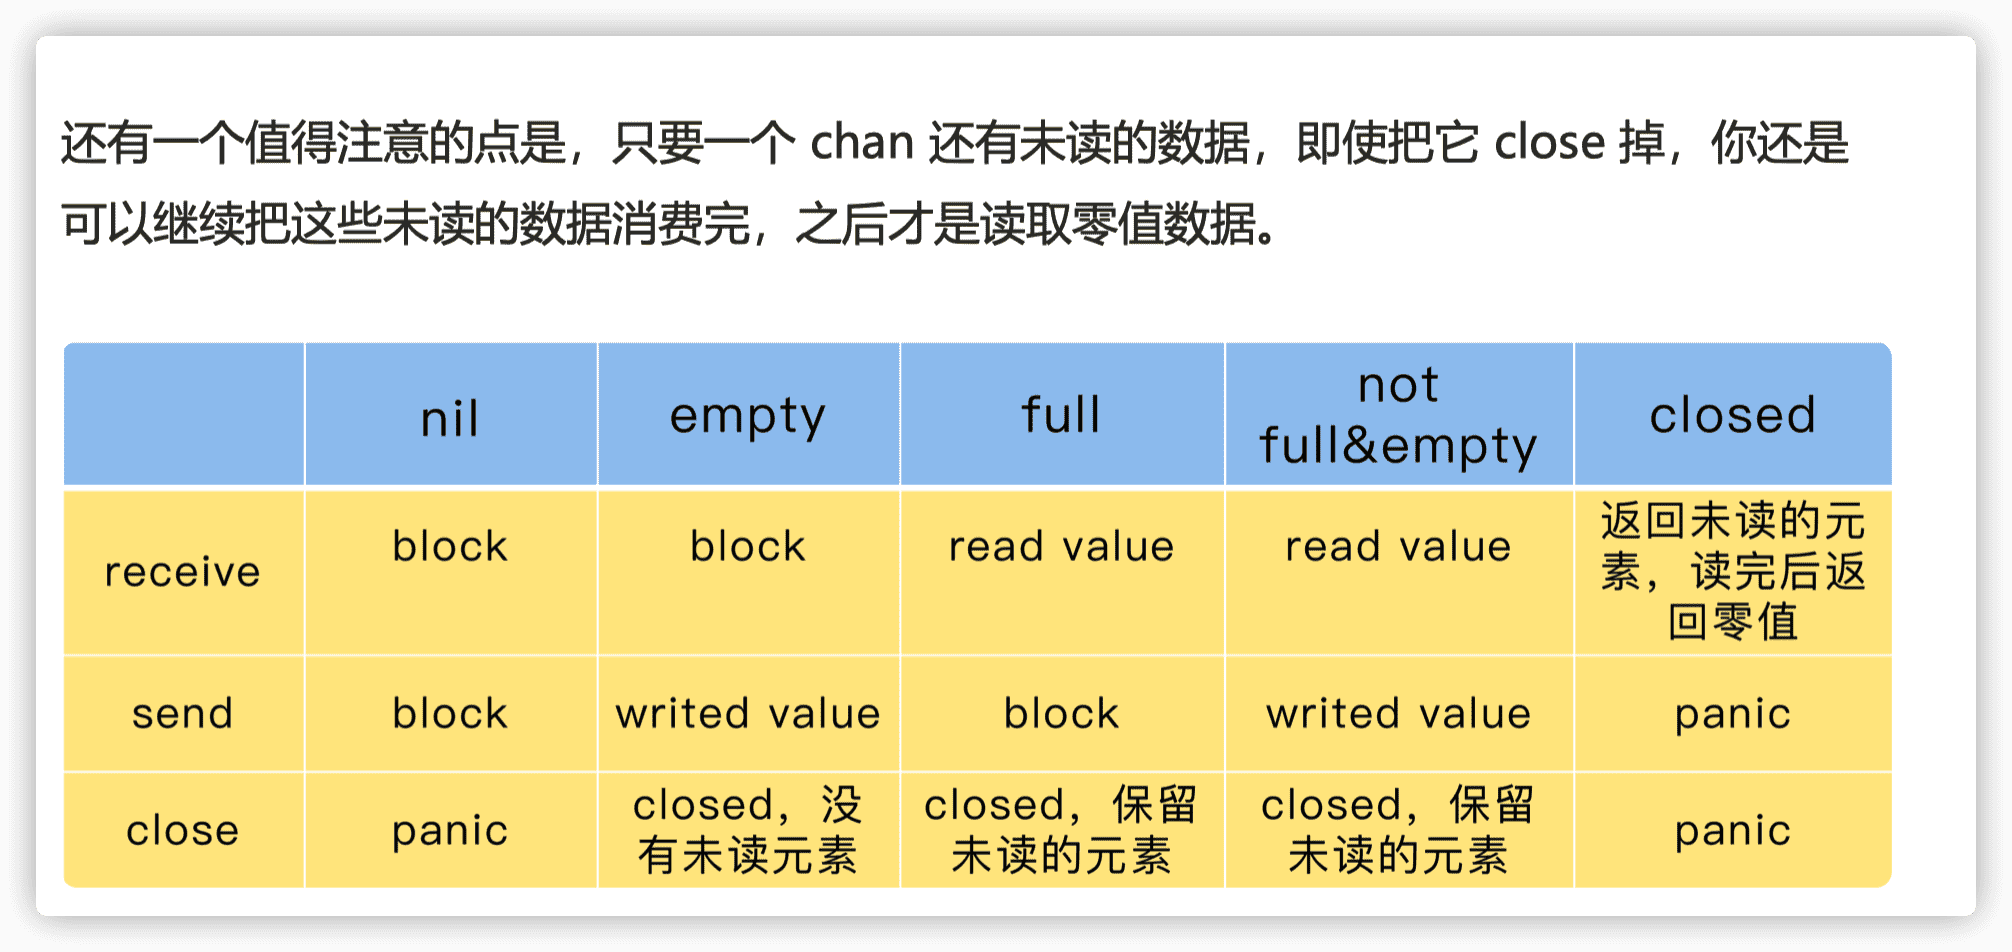 还有一个值得注意的点是，只要一个 chan 还有未读的数据，即使把它 close 掉，你还是
可以继续把这些未读的数据消费完，之后才是读取零值数据。
nil
empty
full
not
full&empty
closed
receive
block
block
read value
read value
返回未读的元
素，读完后返
回零值
send
block
writed value
block
writed value
panic
close
panic
closed，没
有未读元素
closed，保留
未读的元素
closed，保留
未读的元素
panic